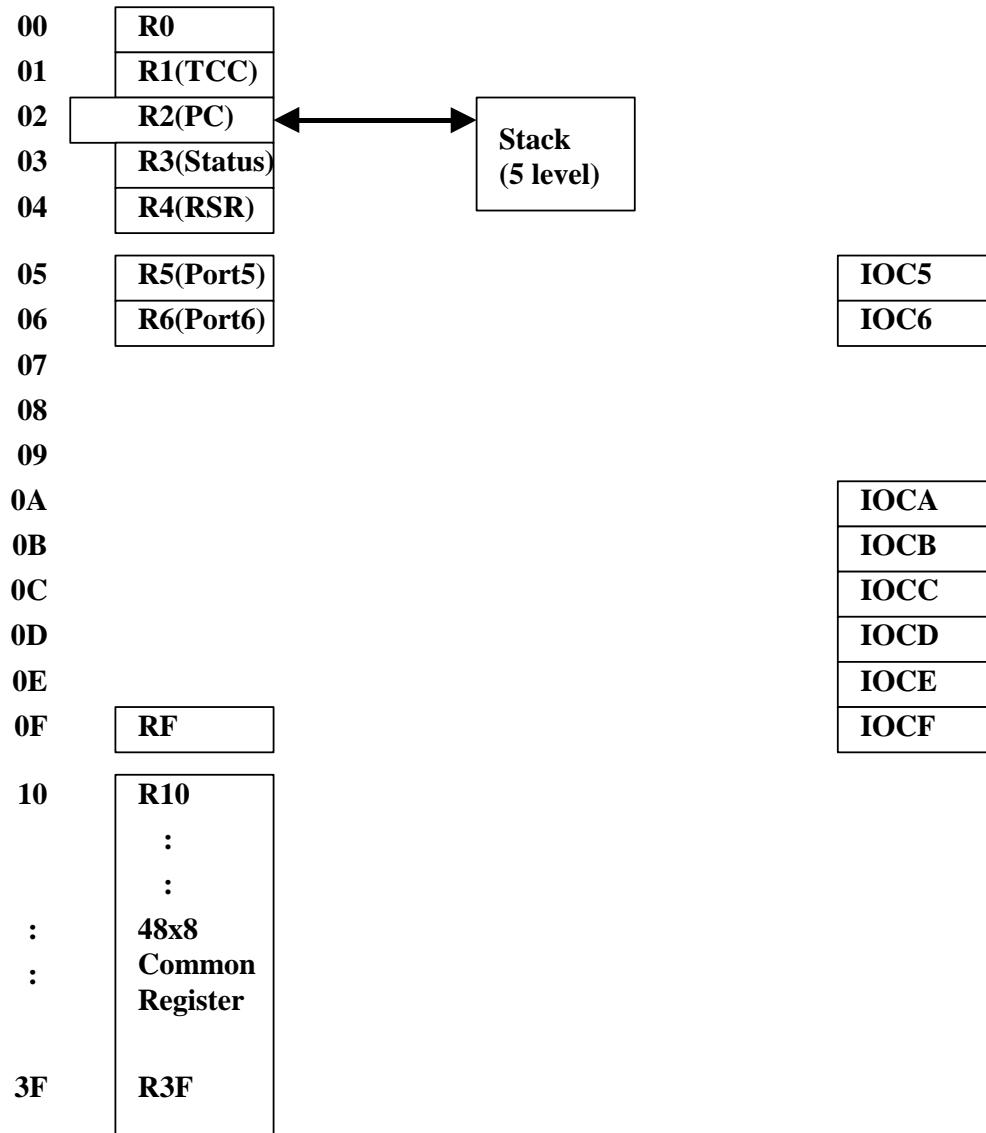 00 R0
01 R1(TCC)
02 R2(PC)
Stack
(5 level)
03 R3(Status)
04 R4(RSR)
05 R5(Port5) IOC5
06 R6(Port6) IOC6
07
08
09
0A IOCA
0B IOCB
0C IOCC
0D IOCD
0E IOCE
0F RF IOCF
10 R10
:
:
: 48x8
: Common
Register
3F R3F